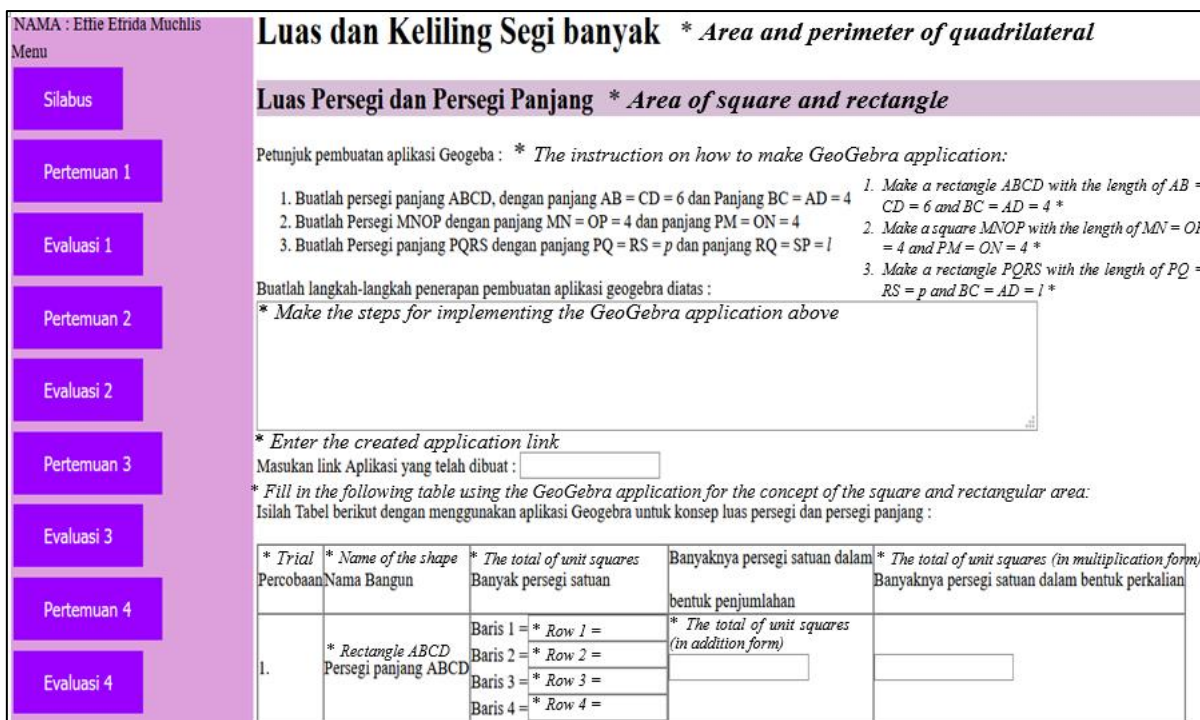 NAMA : Effie Efrida Muchlis
Menu
Silabus
Pertemuan 1
Evaluasi 1
Pertemuan 2
Evaluasi 2
Pertemuan 3
Evaluasi 3
Pertemuan 4
Evaluasi 4
Luas dan Keliling Segi banyak * Area and perimeter of quadrilateral
Luas Persegi dan Persegi Panjang * Area of square and rectangle
Petunjuk pembuatan aplikasi Geogeba : * The instruction on how to make GeoGebra application:
1. Buatlah persegi panjang ABCD, dengan panjang AB = CD = 6 dan Panjang BC = AD = 4
2. Buatlah Persegi MNOP dengan panjang MN = OP = 4 dan panjang PM = ON = 4
3. Buatlah Persegi panjang PQRS dengan panjang PQ = RS = p dan panjang RQ = SP = l
1. Make a rectangle ABCD with the length of AB =
CD = 6 and BC = AD = 4 *
2. Make a square MNOP with the length of MN = OP
= 4 and PM = ON = 4 *
3. Make a rectangle PQRS with the length of PQ =
RS = p and BC = AD = l *
Buatlah langkah-langkah penerapan pembuatan aplikasi geogebra diatas :
* Make the steps for implementing the GeoGebra application above
* Enter the created application link
Masukan link Aplikasi yang telah dibuat :
* Fill in the following table using the GeoGebra application for the concept of the square and rectangular area:
Isilah Tabel berikut dengan menggunakan aplikasi Geogebra untuk konsep luas persegi dan persegi panjang :
* Trial
Percobaan
* Name of the shape
Nama Bangun
* The total of unit squares
Banyak persegi satuan
Banyaknya persegi satuan dalam
bentuk penjumlahan
* The total of unit squares (in multiplication form)
Banyaknya persegi satuan dalam bentuk perkalian
1.
* Rectangle ABCD
Persegi panjang ABCD
Baris 1 = * Row 1 =
Baris 2 = * Row 2 =
Baris 3 = * Row 3 =
Baris 4 = * Row 4 =
* The total of unit squares
(in addition form)